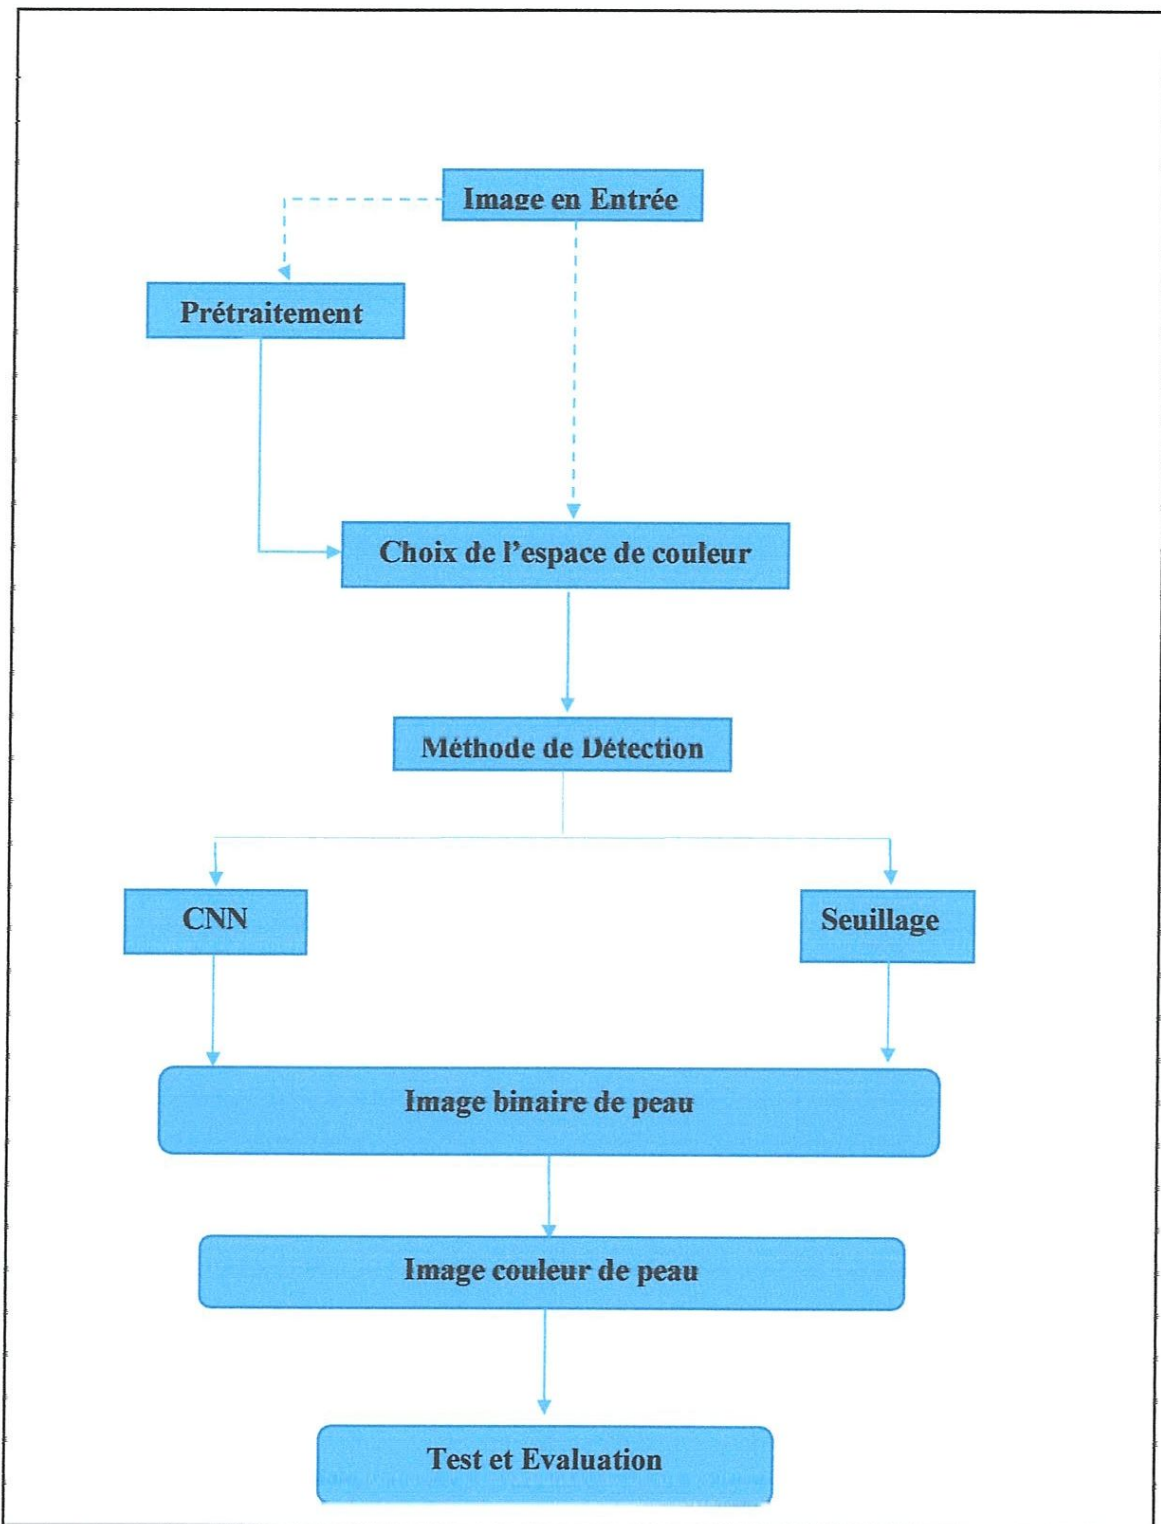 Image en Entrée
Prétraitement
Choix de l'espace de couleur
Méthode de Détection
CNN
Seuillage
Image binaire de peau
Image couleur de peau
Test et Evaluation